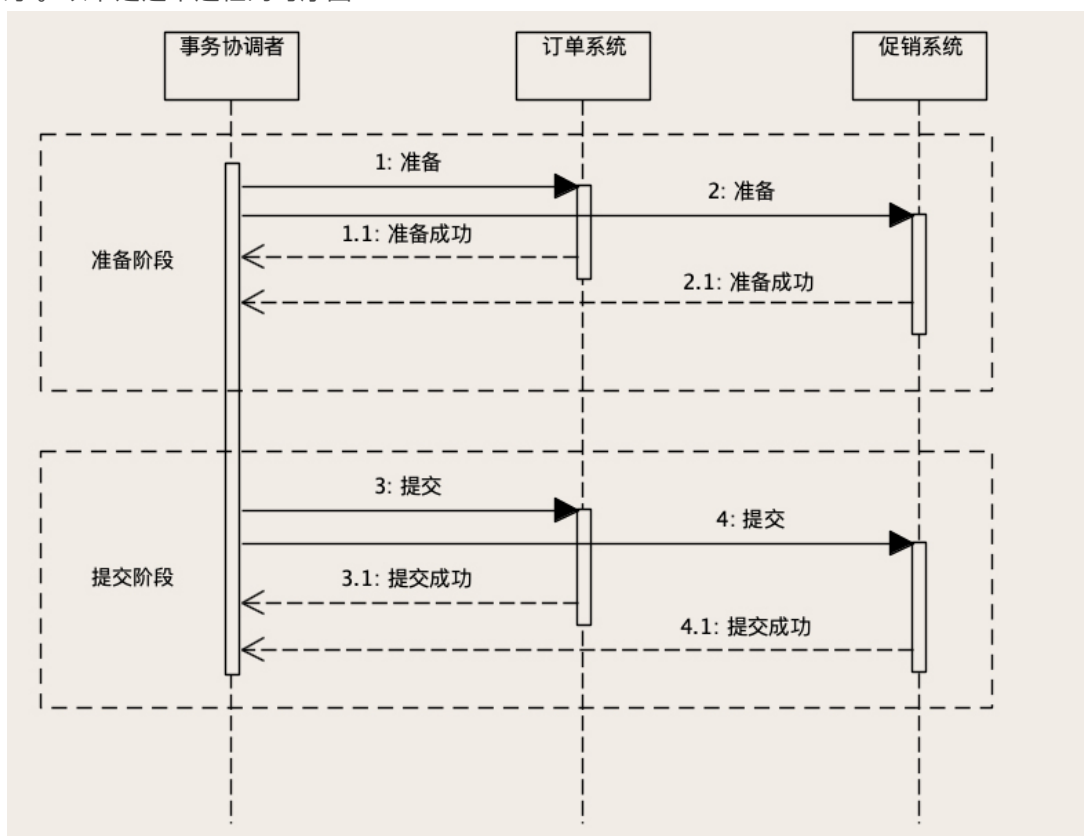 事务协调者
订单系统
促销系统
1: 准备
2: 准备
1.1: 准备成功
准备阶段
2.1: 准备成功
3: 提交
4: 提交
提交阶段
3.1: 提交成功
4.1: 提交成功